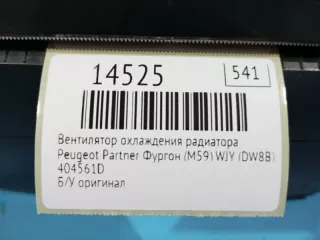 14525
541
Вентилятор охлаждения радиатора
Peugeot Partner Фургон (M59) WJY (DW8B)
404561D
Б/У оригинал